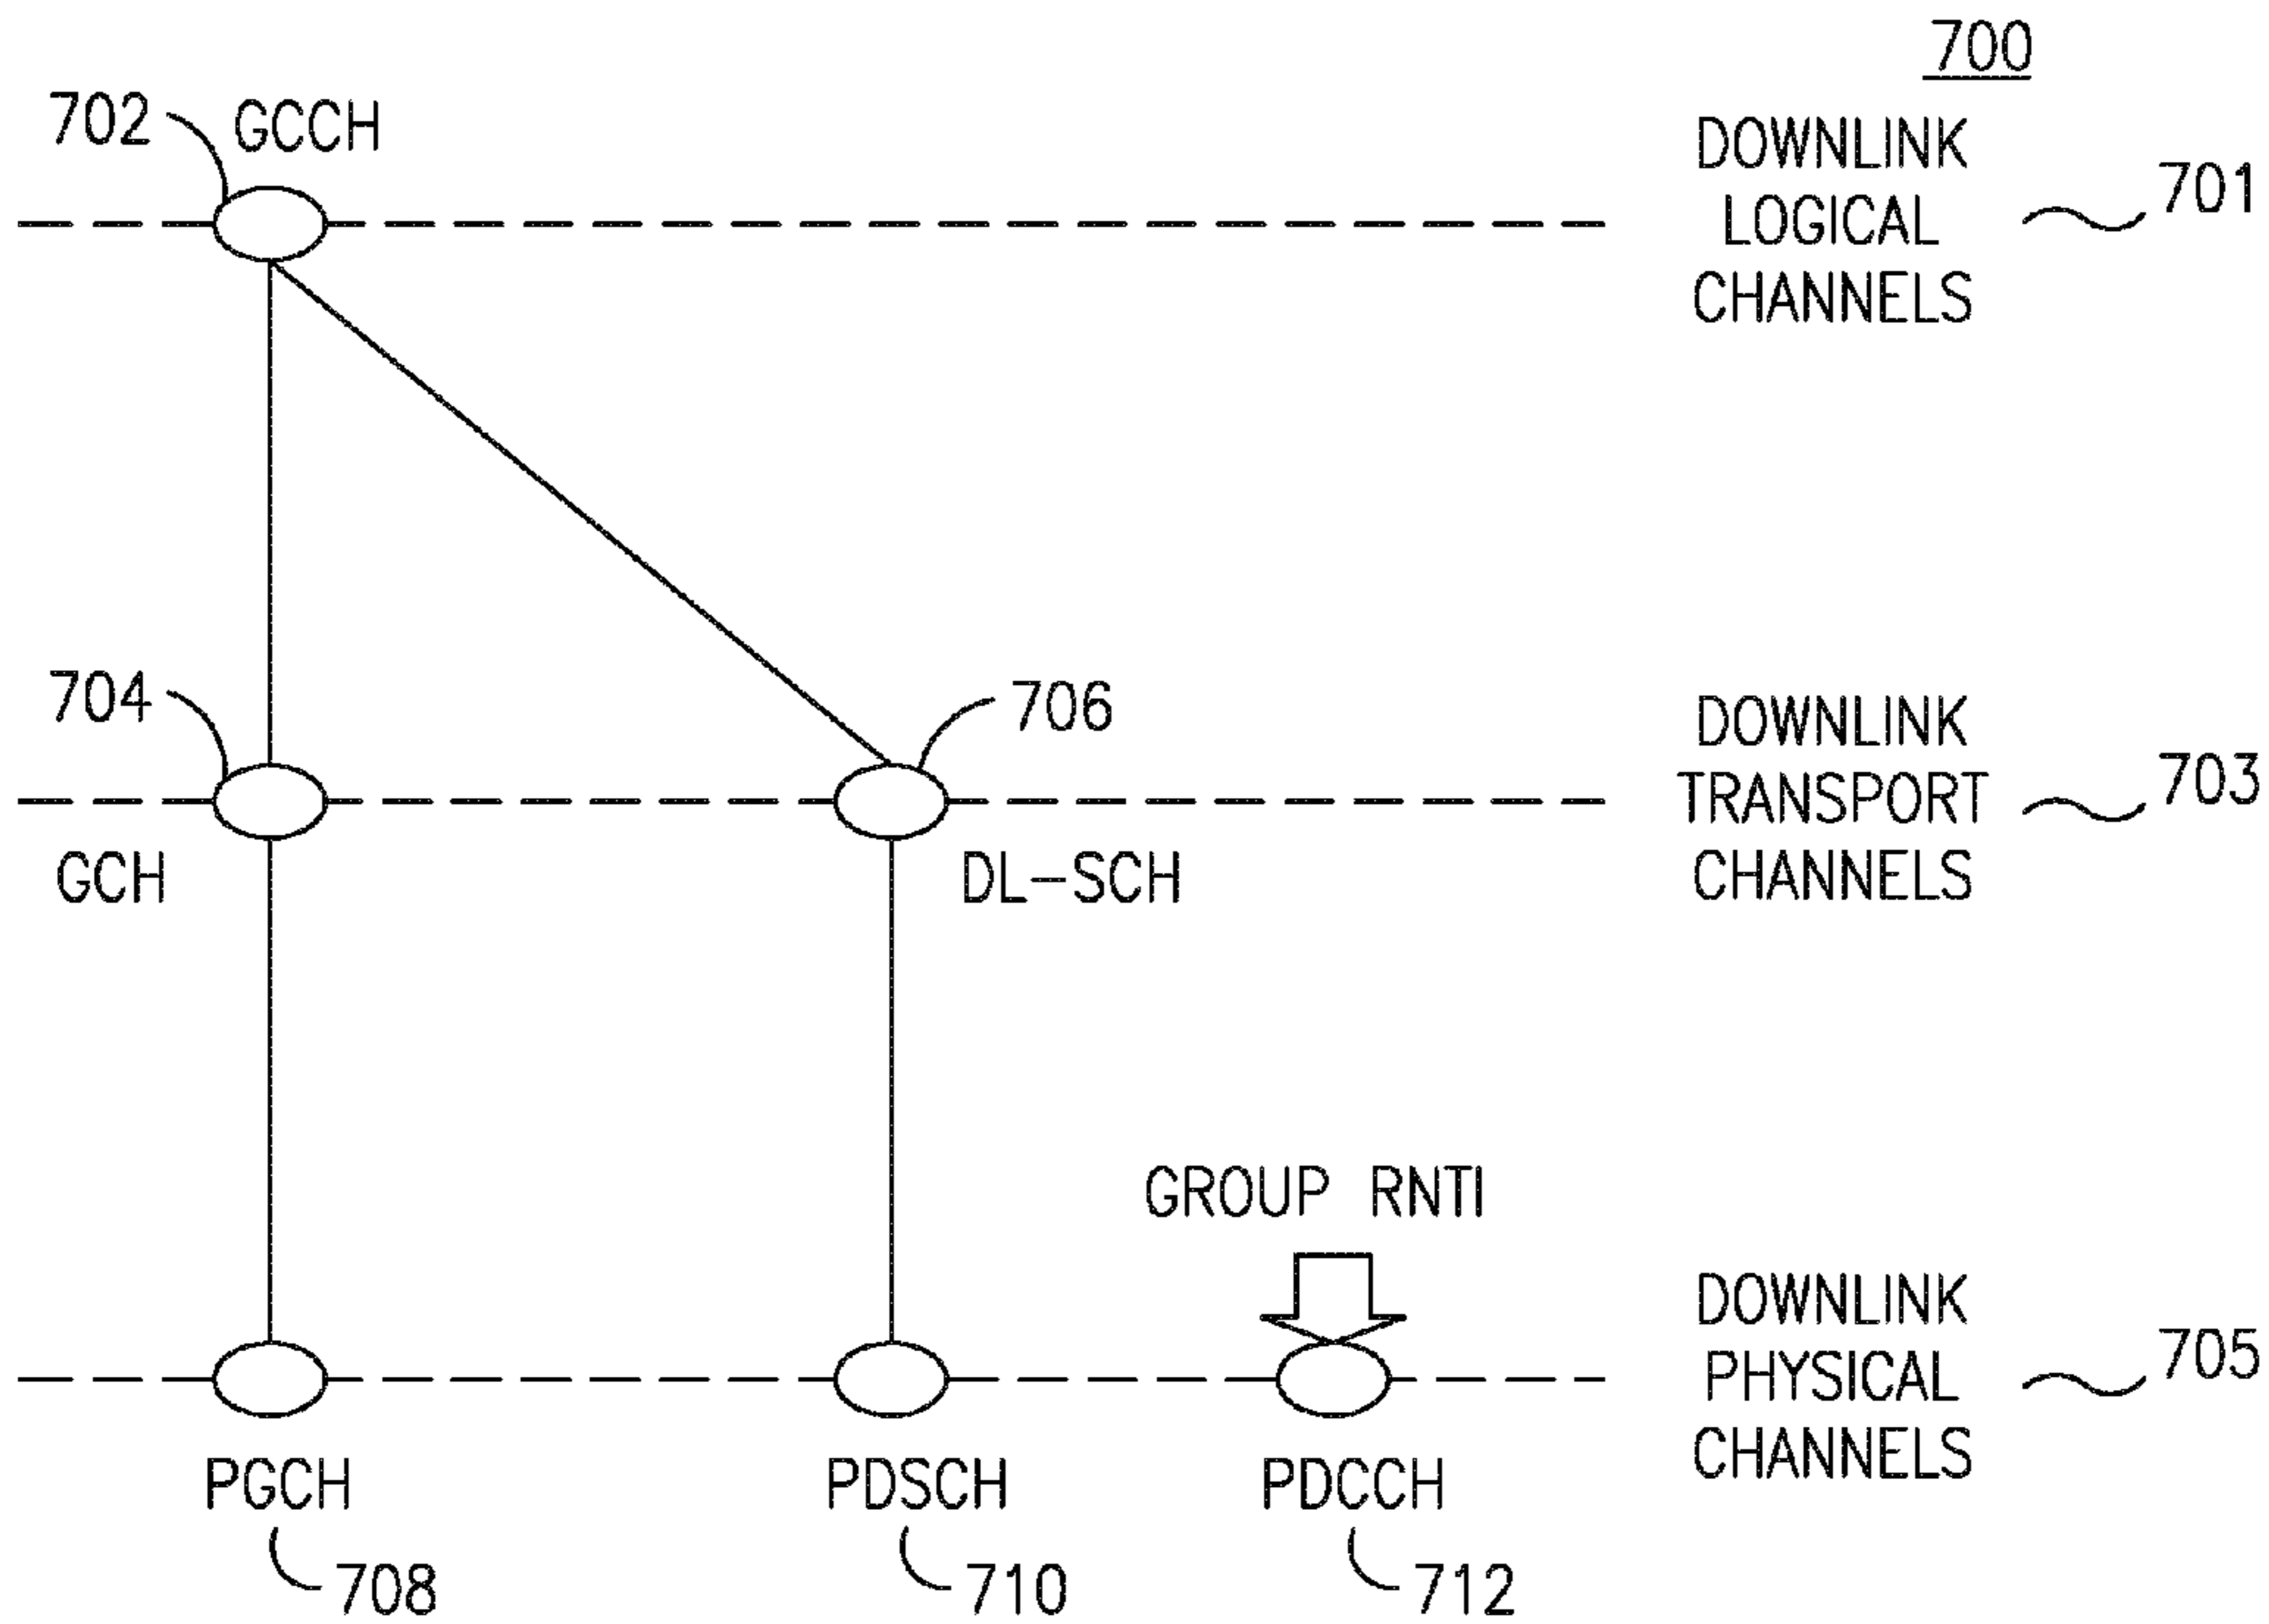 700
702
GCCH
DOWNLINK
LOGICAL
CHANNELS
701
704
706
DOWNLINK
TRANSPORT
CHANNELS
703
GCH
DL-SCH
GROUP RNTI
DOWNLINK
PHYSICAL
CHANNELS
705
PGCH
PDSCH
PDCCH
708
710
712